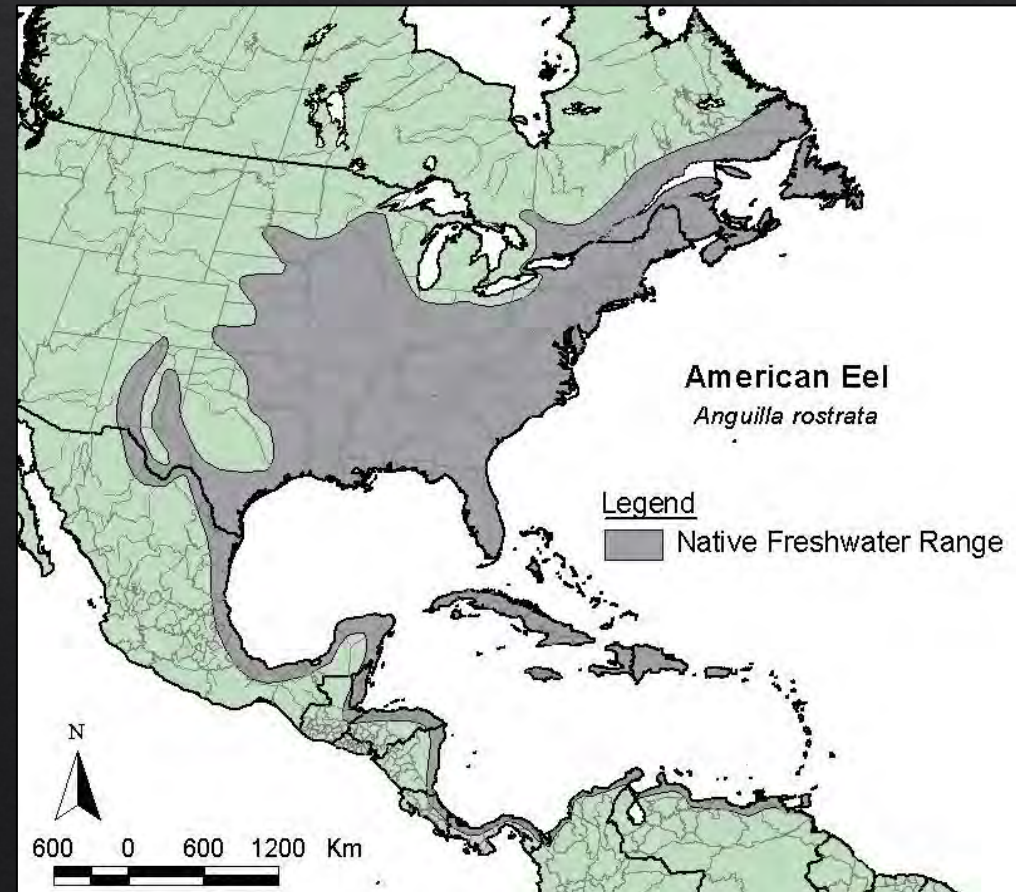 American Eel
Anguilla rostrata
Legend
Native Freshwater Range
N
600 0 600 1200 Km